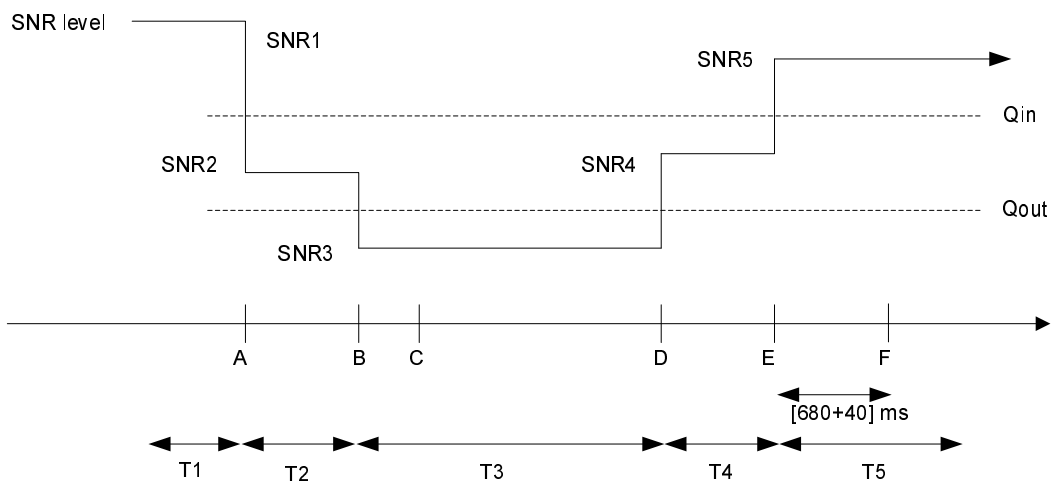 SNR level
SNR1
SNR5
Qin
SNR2
SNR4
Qout
SNR3
A
B
C
D
E
F
[680+40] ms
T1
T2
T3
T4
T5